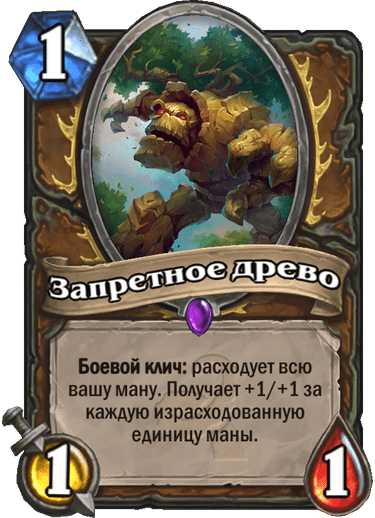 1
Запретное древо
Боевой клич: расходует всю
вашу ману. Получает +1/+1 за
каждую израсходованную
единицу маны.
1
1